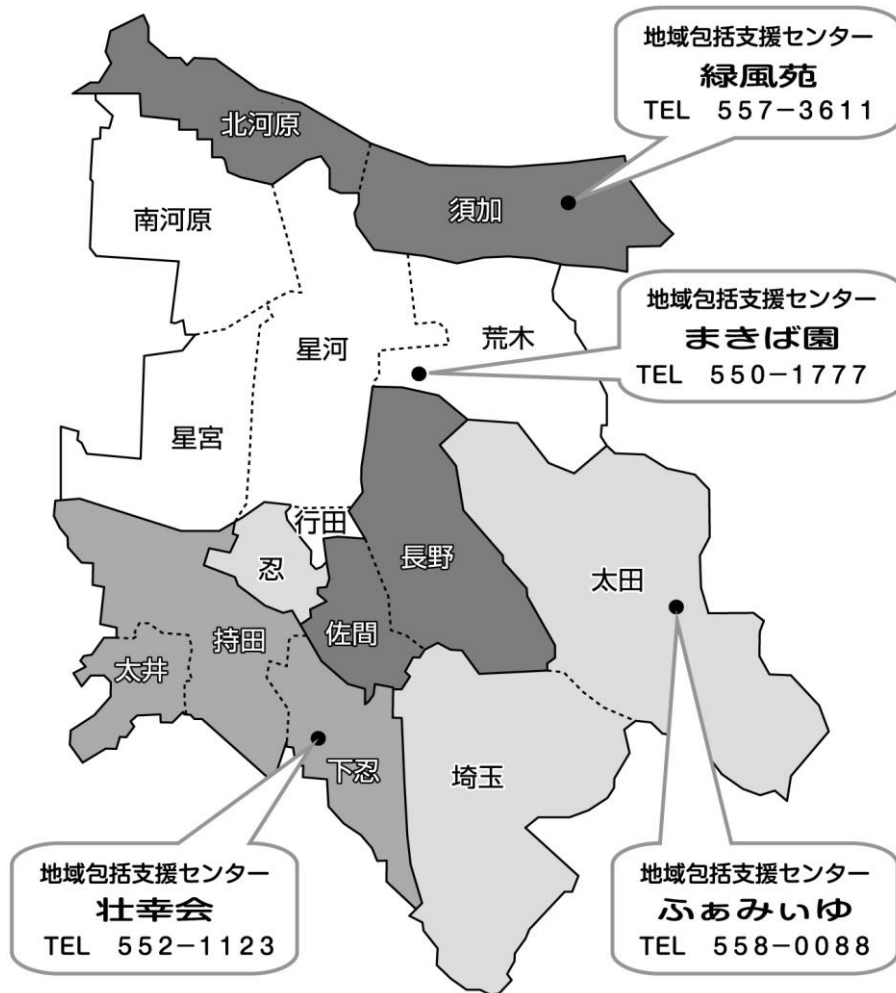 地域包括支援センター
緑風苑
TEL 557-3611
北河原
須加
南河原
地域包括支援センター
まきば園
TEL 550-1777
荒木
星河
星宮
行田
忍
長野
太田
佐間
持田
太井
下忍
埼玉
地域包括支援センター
壮幸会
TEL 552-1123
地域包括支援センター
ふぁみぃゆ
TEL 558-0088